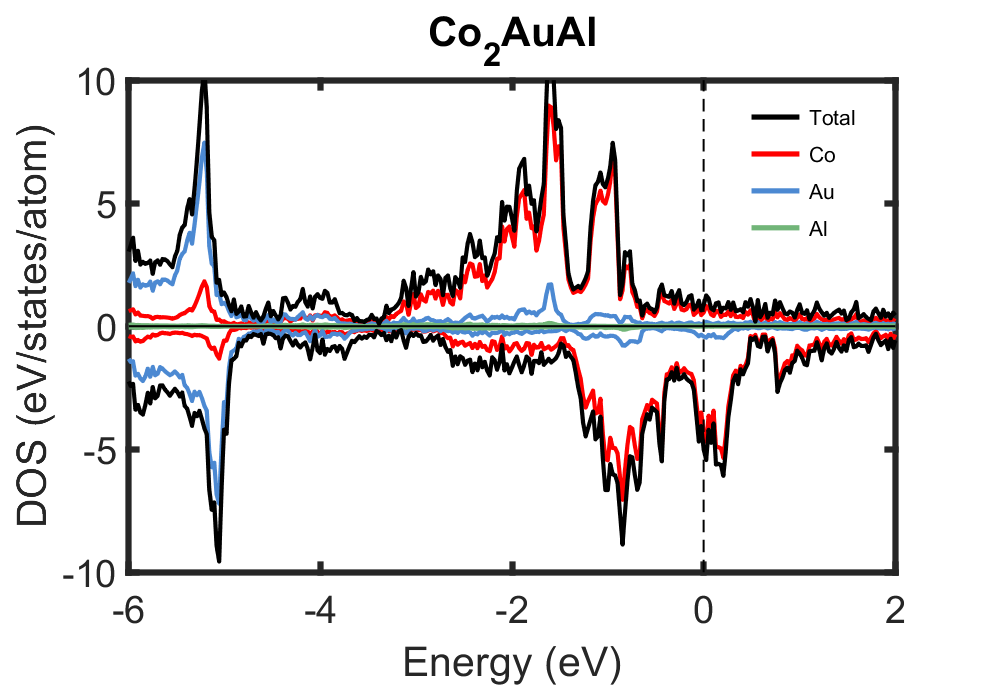 Co2AuAl
10
5
0
-5
-10
DOS (eV/states/atom)
Total
Co
Au
Al
-6 -4 -2 0 2
Energy (eV)